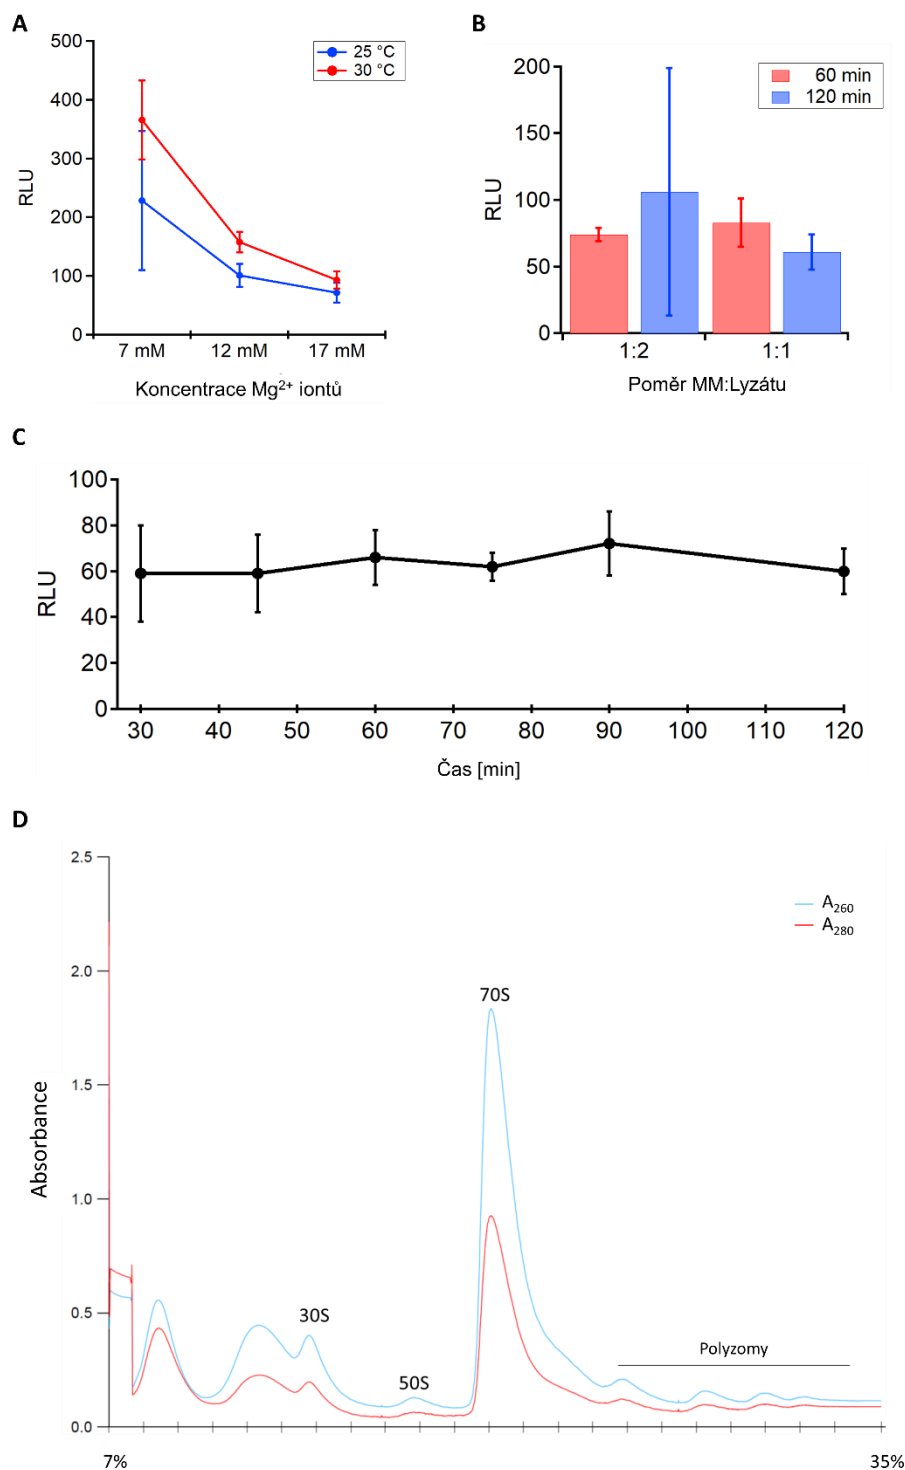 A
500
400
300
200
100
0
RLU
25 °C
30 °C
7 mM 12 mM 17 mM
Koncentrace Mg²⁺ iontů
B
200
150
100
50
0
RLU
60 min
120 min
1:2 1:1
Poměr MM:Lyzátu
C
100
80
60
40
20
0
RLU
30 40 50 60 70 80 90 100 110 120
Čas [min]
D
2.5
2.0
1.5
1.0
0.5
0.0
Absorbance
A₂₆₀
A₂₈₀
70S
30S
50S
Polyzomy
7% 35%